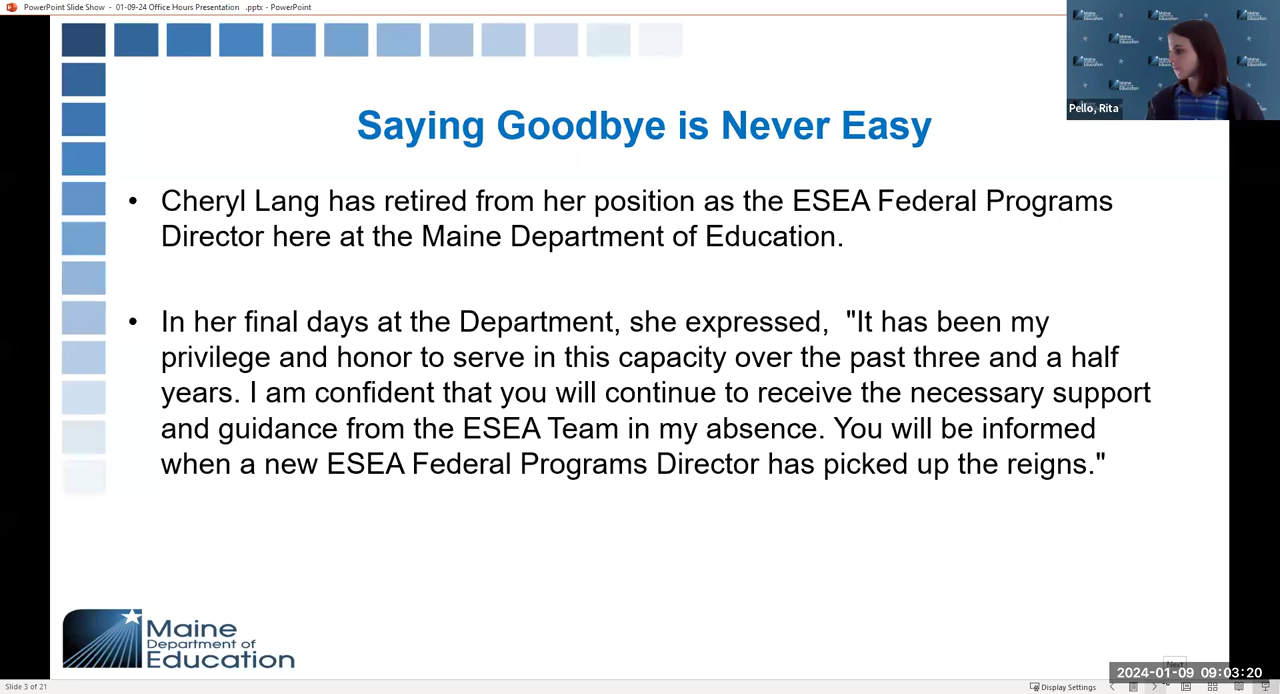 PowerPoint Slide Show - 01-09-24 Office Hours Presentation .pptx - PowerPoint
Pello, Rita
Saying Goodbye is Never Easy
• Cheryl Lang has retired from her position as the ESEA Federal Programs
Director here at the Maine Department of Education.
• In her final days at the Department, she expressed, "It has been my
privilege and honor to serve in this capacity over the past three and a half
years. I am confident that you will continue to receive the necessary support
and guidance from the ESEA Team in my absence. You will be informed
when a new ESEA Federal Programs Director has picked up the reigns."
Maine
Department of
Education
Next
2024-01-09 09:03:20
Slide 3 of 21
Display Settings